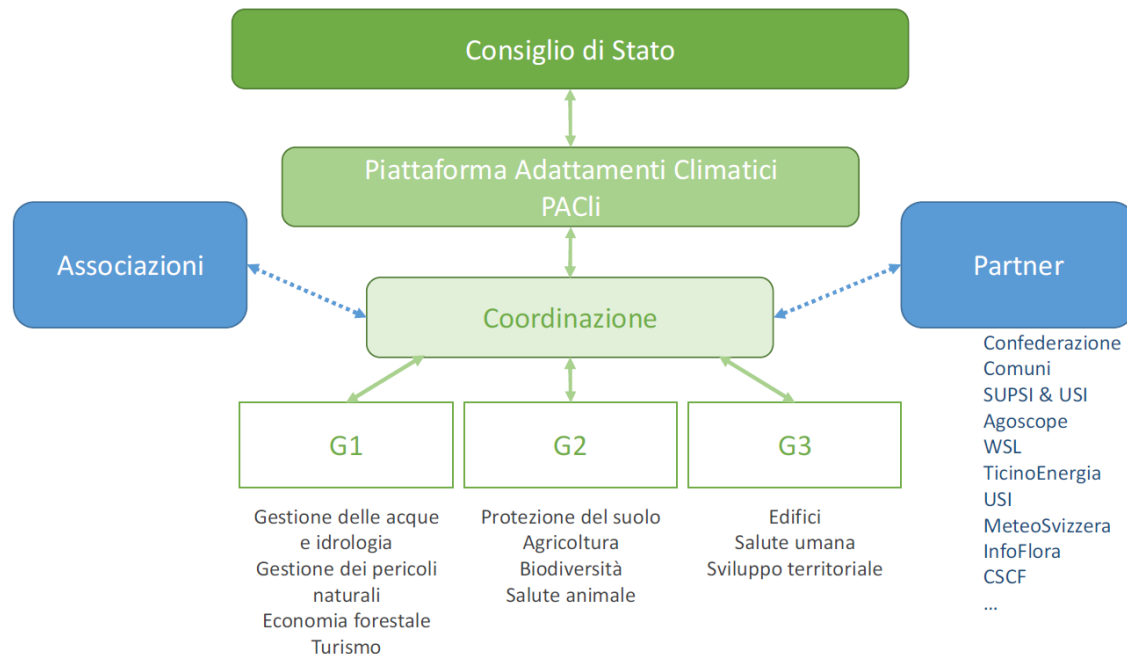 Consiglio di Stato
Piattaforma Adattamenti Climatici
PACli
Associazioni
Partner
Coordinazione
Confederazione
Comuni
SUPSI & USI
Agoscope
WSL
TicinoEnergia
USI
MeteoSvizzera
InfoFlora
CSCF
...
G1
G2
G3
Gestione delle acque
e idrologia
Gestione dei pericoli
naturali
Economia forestale
Turismo
Protezione del suolo
Agricoltura
Biodiversità
Salute animale
Edifici
Salute umana
Sviluppo territoriale